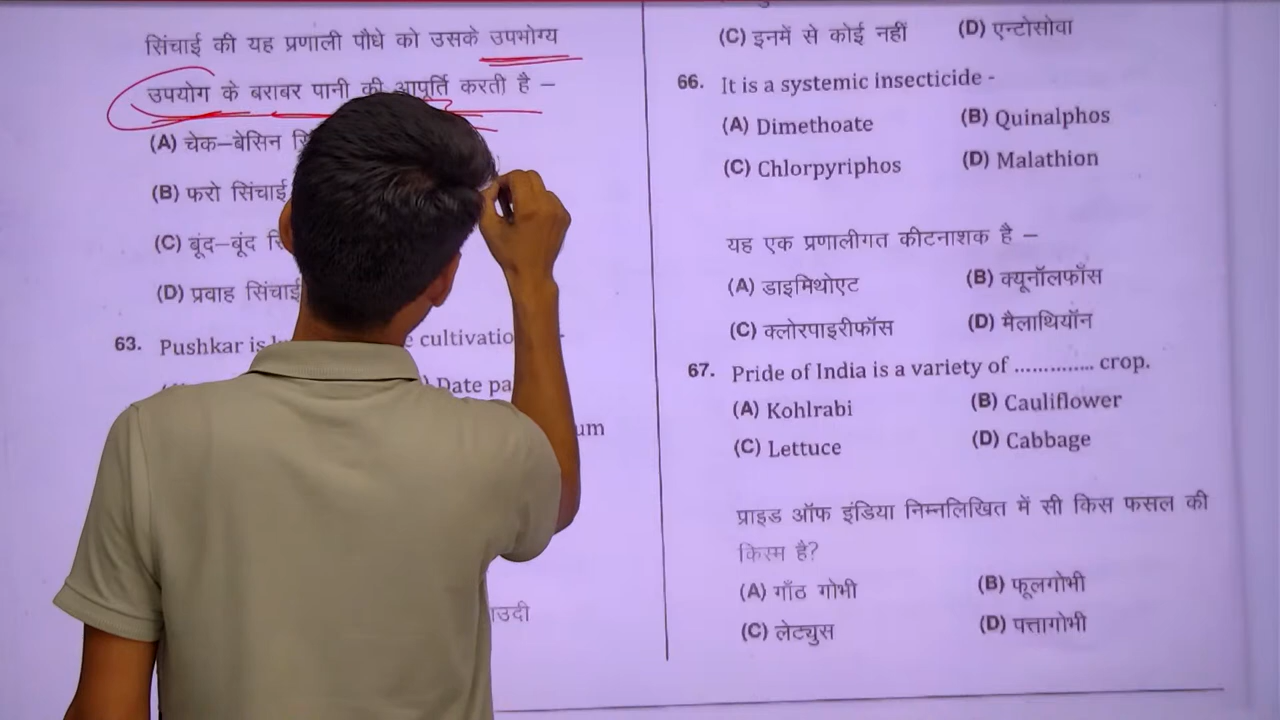 सिंचाई की यह प्रणाली पौधे को उसके उपभोग्य
उपयोग के बराबर पानी की आपूर्ति करती है –
(A) चेक–बेसिन
(B) फरो सिंचाई
(C) बूंद–बूंद
(D) प्रवाह सिंचाई
63. Pushkar is cultivatio
Date pa
um
(C) इनमें से कोई नहीं (D) एन्टोसोवा
66. It is a systemic insecticide -
(A) Dimethoate (B) Quinalphos
(C) Chlorpyriphos (D) Malathion
यह एक प्रणालीगत कीटनाशक है –
(A) डाइमिथोएट (B) क्यूनॉलफॉस
(C) क्लोरपाइरीफॉस (D) मैलाथियॉन
67. Pride of India is a variety of .............. crop.
(A) Kohlrabi (B) Cauliflower
(C) Lettuce (D) Cabbage
प्राइड ऑफ इंडिया निम्नलिखित में सी किस फसल की
किस्म है?
(A) गाँठ गोभी (B) फूलगोभी
(C) लेट्युस (D) पत्तागोभी